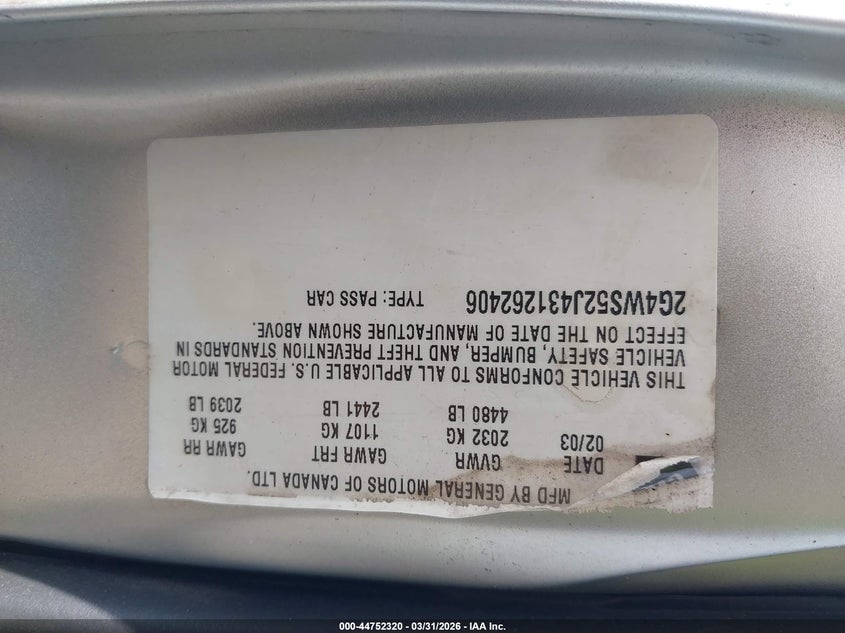 MFD BY GENERAL MOTORS OF CANADA LTD.
DATE GVWR GAWR FRT GAWR RR
02/03 2032 KG 1107 KG 925 KG
4480 LB 2441 LB 2039 LB
THIS VEHICLE CONFORMS TO ALL APPLICABLE U.S. FEDERAL MOTOR
VEHICLE SAFETY, BUMPER, AND THEFT PREVENTION STANDARDS IN
EFFECT ON THE DATE OF MANUFACTURE SHOWN ABOVE.
2G4WS52J431262406 TYPE: PASS CAR
000-44752320 - 03/31/2026 - IAA Inc.